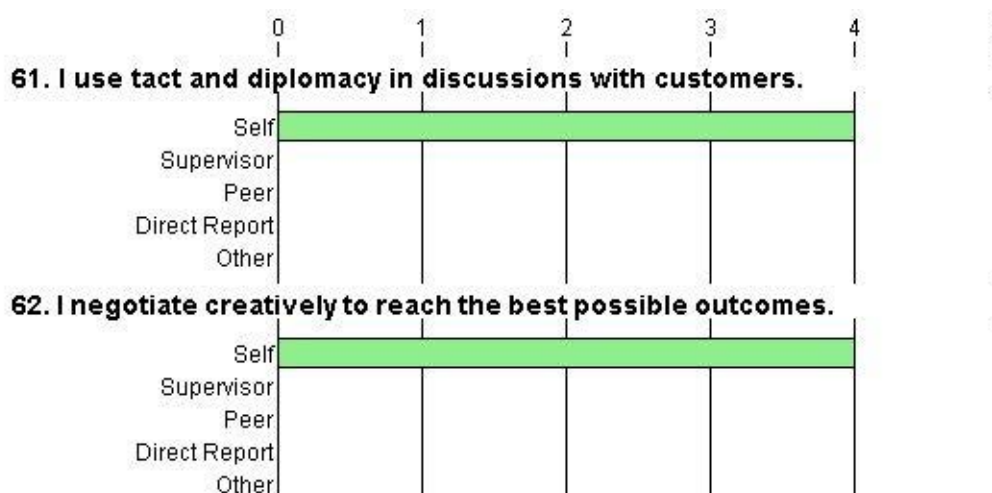 0 1 2 3 4
61. I use tact and diplomacy in discussions with customers.
Self
Supervisor
Peer
Direct Report
Other
62. I negotiate creatively to reach the best possible outcomes.
Self
Supervisor
Peer
Direct Report
Other